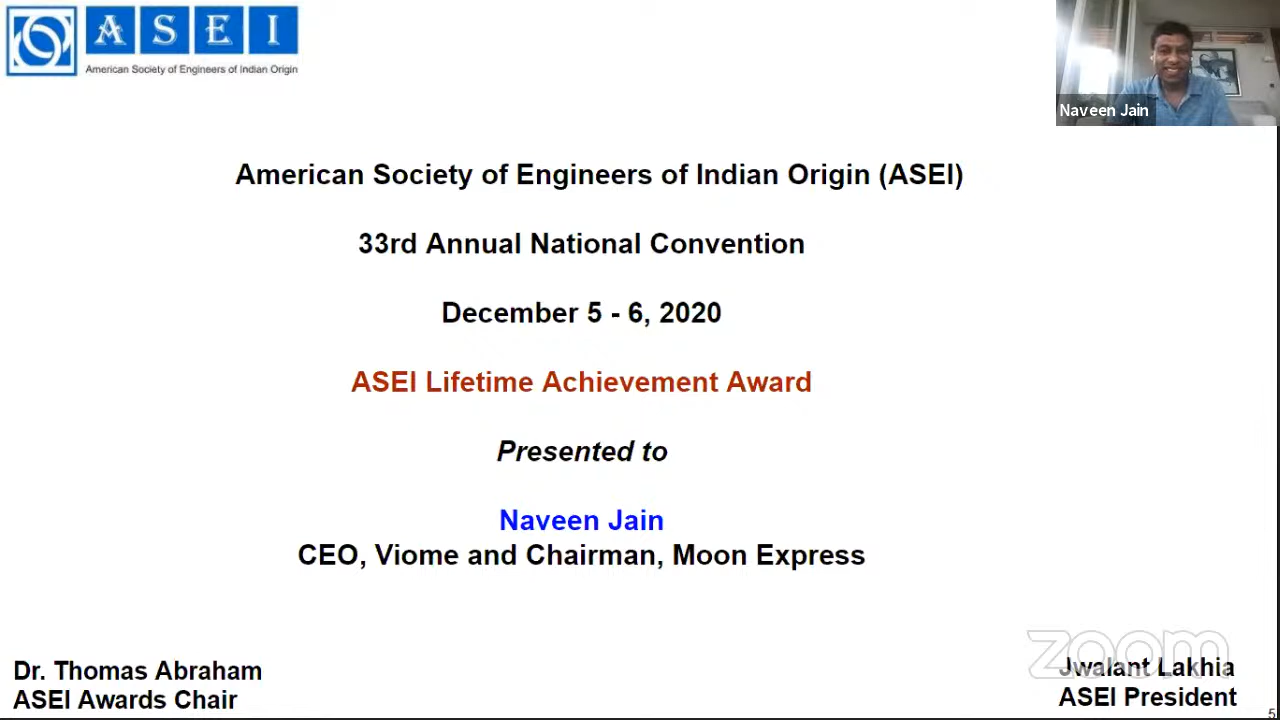 A S E I
American Society of Engineers of Indian Origin
Naveen Jain
American Society of Engineers of Indian Origin (ASEI)
33rd Annual National Convention
December 5 - 6, 2020
ASEI Lifetime Achievement Award
Presented to
Naveen Jain
CEO, Viome and Chairman, Moon Express
Dr. Thomas Abraham
ASEI Awards Chair
zoom
Jwalant Lakhia
ASEI President
5